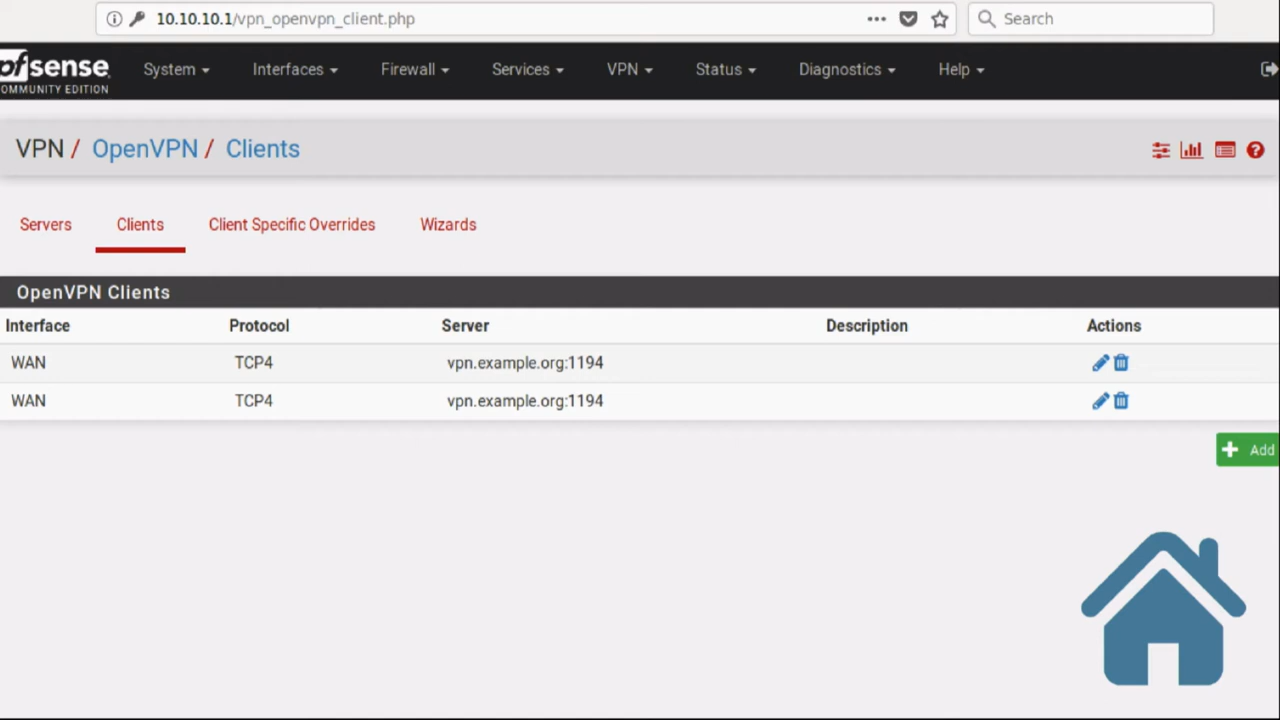 10.10.10.1/vpn_openvpn_client.php ••• Search
pfsense System Interfaces Firewall Services VPN Status Diagnostics Help
COMMUNITY EDITION
VPN / OpenVPN / Clients
Servers Clients Client Specific Overrides Wizards
OpenVPN Clients
Interface Protocol Server Description Actions
WAN TCP4 vpn.example.org:1194
WAN TCP4 vpn.example.org:1194
Add